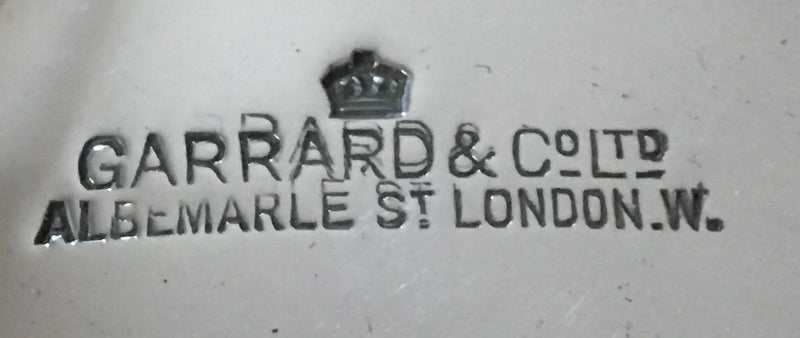 GARRARD & Co LTD
ALBEMARLE ST LONDON.W.